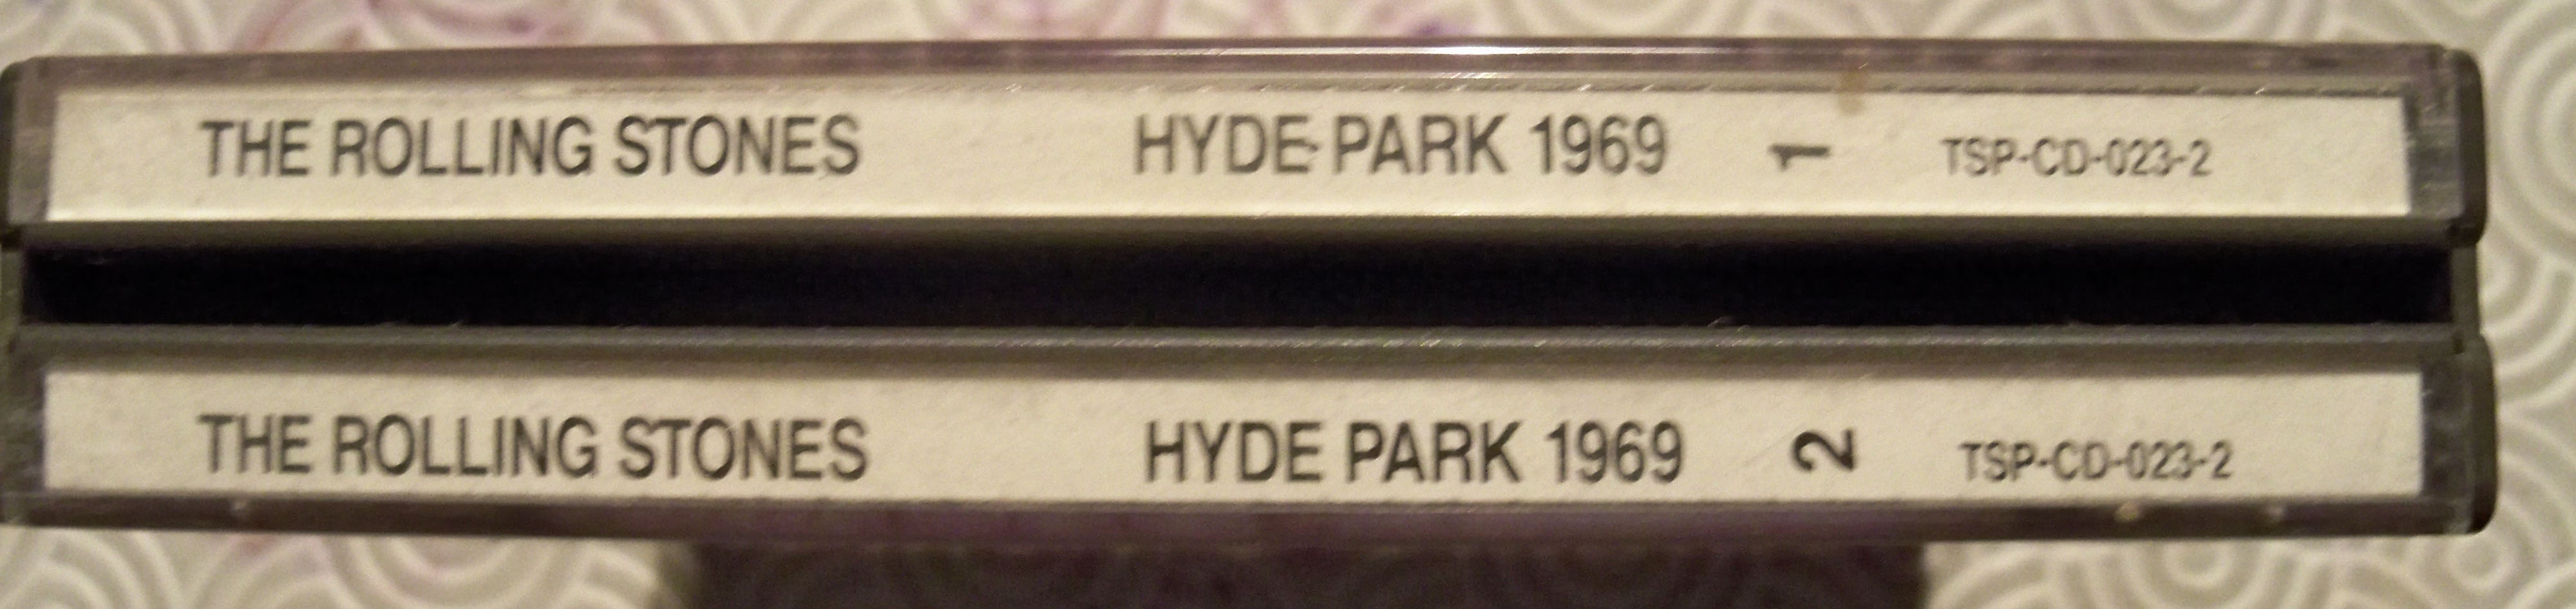 THE ROLLING STONES HYDE PARK 1969 1 TSP-CD-023-2
THE ROLLING STONES HYDE PARK 1969 2 TSP-CD-023-2